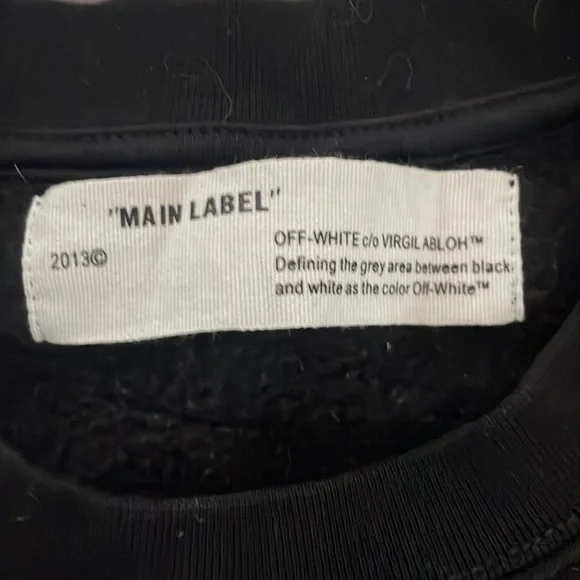 "MAIN LABEL"
2013©
OFF-WHITE c/o VIRGIL ABLOH™
Defining the grey area between black
and white as the color Off-White™